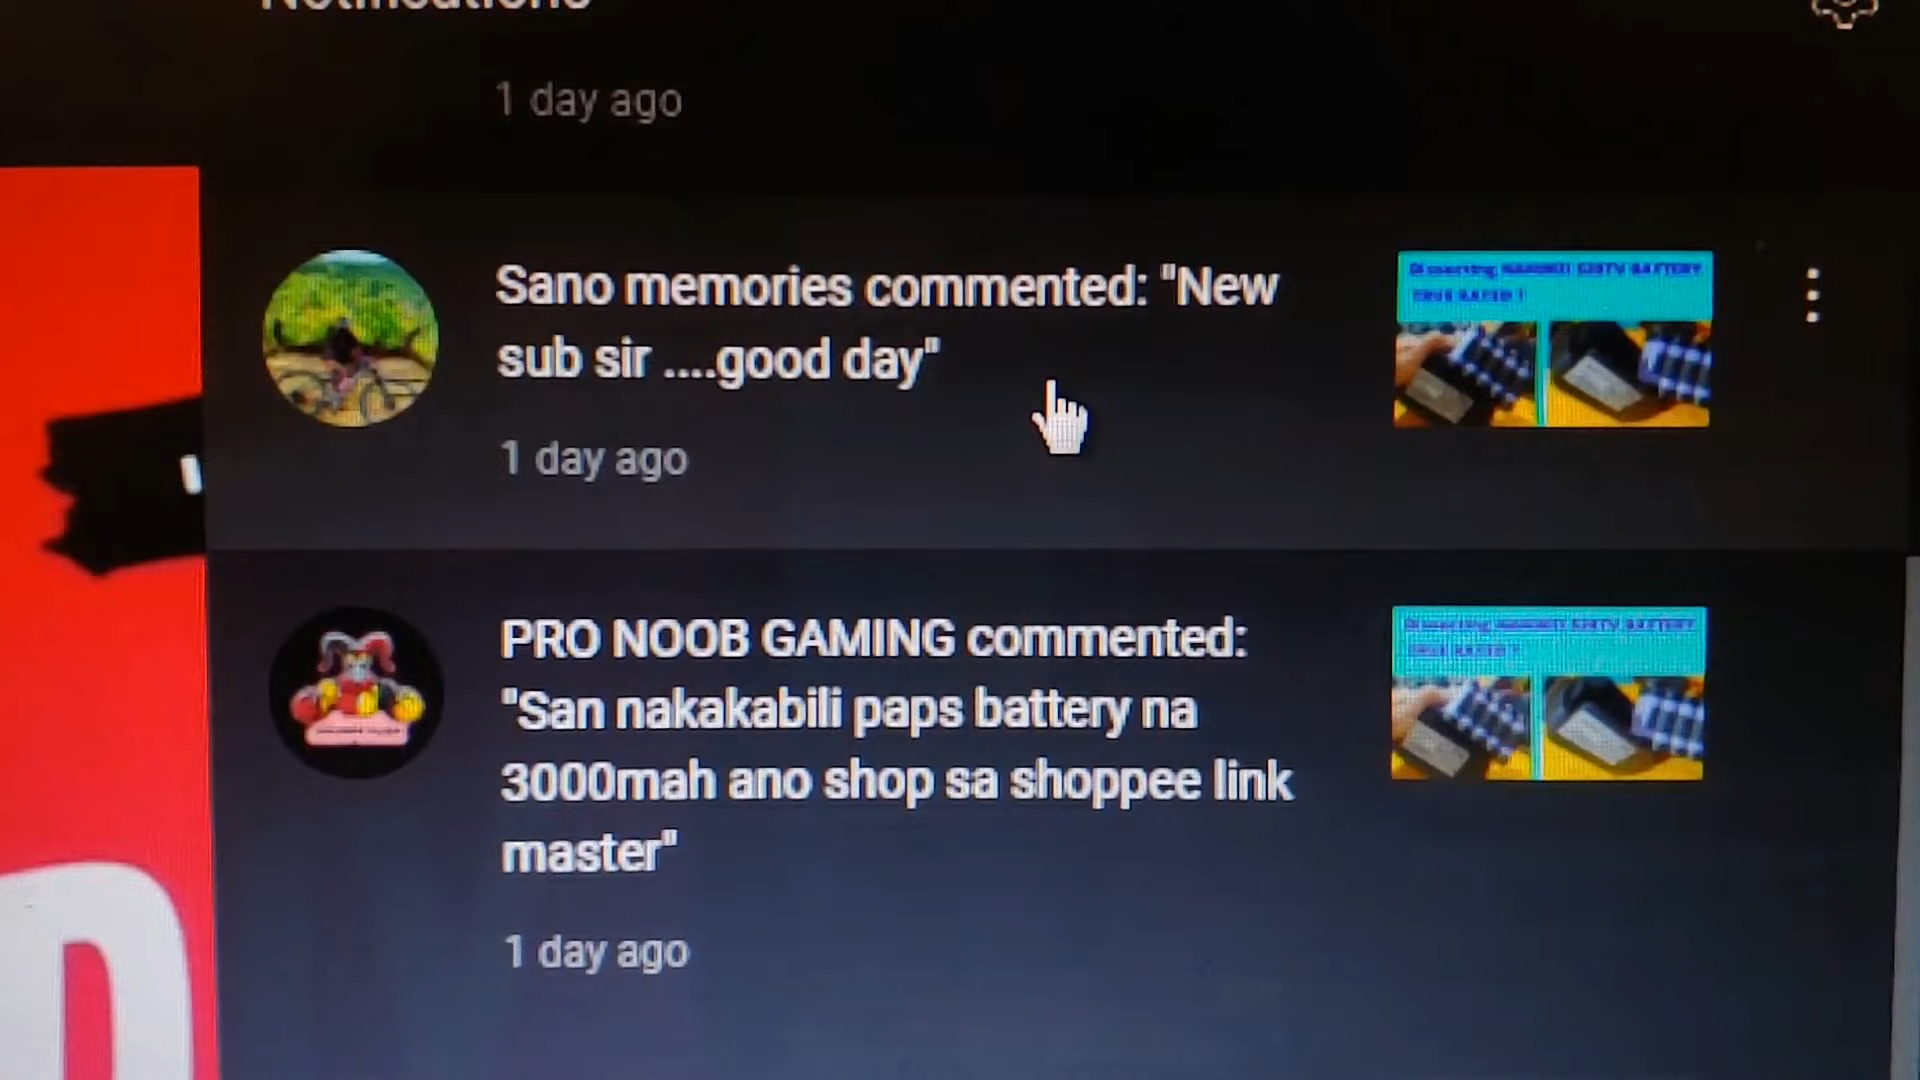 Notifications
1 day ago
Sano memories commented: "New
sub sir ....good day"
1 day ago
PRO NOOB GAMING commented:
"San nakakabili paps battery na
3000mah ano shop sa shoppee link
master"
1 day ago